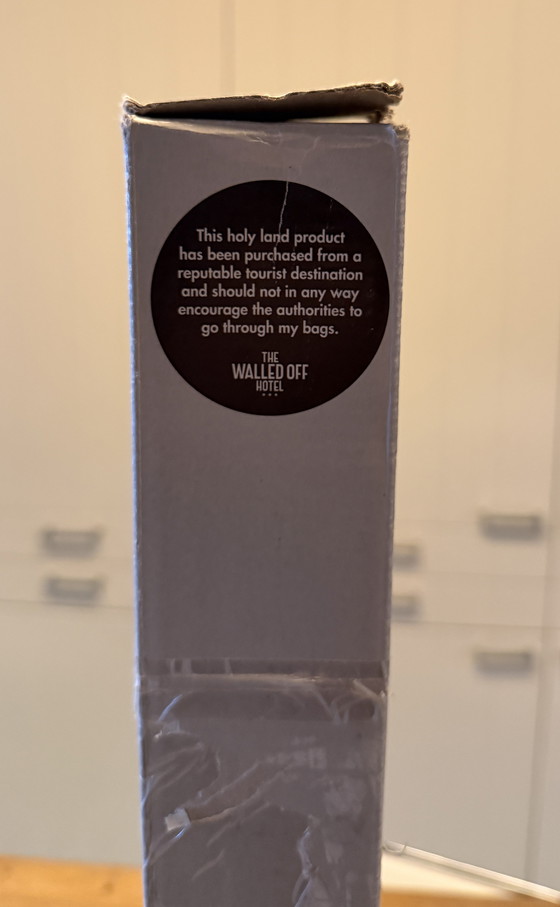 This holy land product
has been purchased from a
reputable tourist destination
and should not in any way
encourage the authorities to
go through my bags.
THE
WALLED OFF
HOTEL